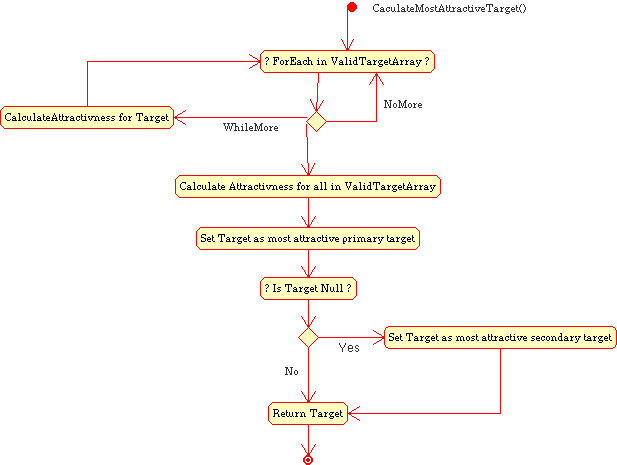 CaculateMostAttractiveTarget()
? ForEach in ValidTargetArray ?
NoMore
CalculateAttractivness for Target
WhileMore
Calculate Attractivness for all in ValidTargetArray
Set Target as most attractive primary target
? Is Target Null ?
Yes
Set Target as most attractive secondary target
No
Return Target